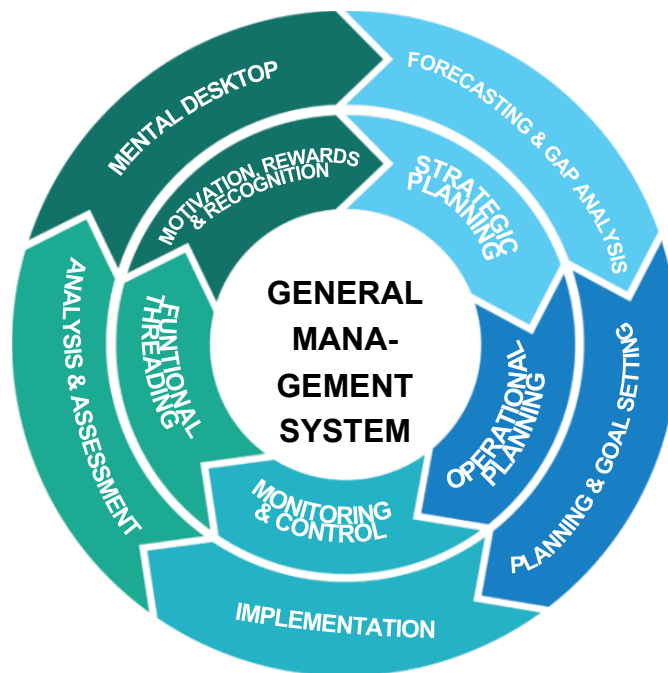 MENTAL DESKTOP
FORECASTING & GAP ANALYSIS
PLANNING & GOAL SETTING
IMPLEMENTATION
ANALYSIS & ASSESSMENT
MOTIVATION, REWARDS
& RECOGNITION
STRATEGIC
PLANNING
OPERATIONAL
PLANNING
MONITORING
& CONTROL
FUNTIONAL
THREADING
GENERAL
MANA-
GEMENT
SYSTEM